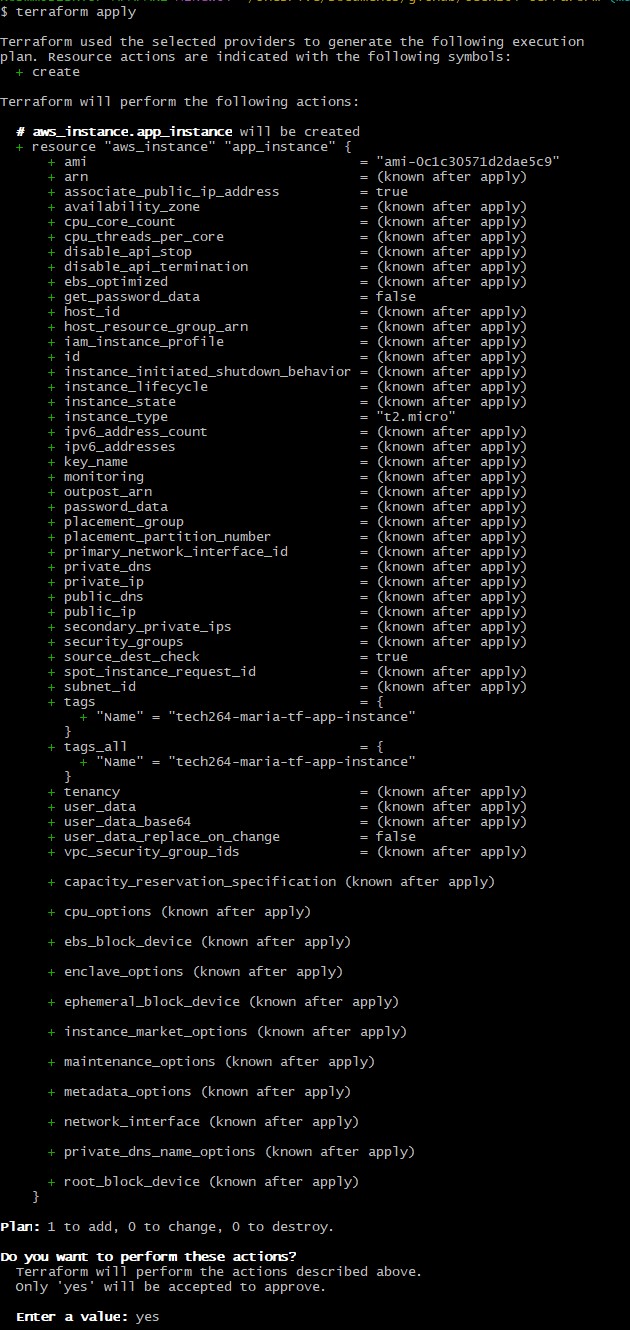 $ terraform apply
Terraform used the selected providers to generate the following execution
plan. Resource actions are indicated with the following symbols:
  + create
Terraform will perform the following actions:
  # aws_instance.app_instance will be created
  + resource "aws_instance" "app_instance" {
      + ami                                  = "ami-0c1c30571d2dae5c9"
      + arn                                  = (known after apply)
      + associate_public_ip_address          = true
      + availability_zone                    = (known after apply)
      + cpu_core_count                       = (known after apply)
      + cpu_threads_per_core                 = (known after apply)
      + disable_api_stop                     = (known after apply)
      + disable_api_termination              = (known after apply)
      + ebs_optimized                        = (known after apply)
      + get_password_data                    = false
      + host_id                              = (known after apply)
      + host_resource_group_arn              = (known after apply)
      + iam_instance_profile                 = (known after apply)
      + id                                   = (known after apply)
      + instance_initiated_shutdown_behavior = (known after apply)
      + instance_lifecycle                   = (known after apply)
      + instance_state                       = (known after apply)
      + instance_type                        = "t2.micro"
      + ipv6_address_count                   = (known after apply)
      + ipv6_addresses                       = (known after apply)
      + key_name                             = (known after apply)
      + monitoring                           = (known after apply)
      + outpost_arn                          = (known after apply)
      + password_data                        = (known after apply)
      + placement_group                      = (known after apply)
      + placement_partition_number           = (known after apply)
      + primary_network_interface_id         = (known after apply)
      + private_dns                          = (known after apply)
      + private_ip                           = (known after apply)
      + public_dns                           = (known after apply)
      + public_ip                            = (known after apply)
      + secondary_private_ips                = (known after apply)
      + security_groups                      = (known after apply)
      + source_dest_check                    = true
      + spot_instance_request_id             = (known after apply)
      + subnet_id                            = (known after apply)
      + tags                                 = {
          + "Name" = "tech264-maria-tf-app-instance"
        }
      + tags_all                             = {
          + "Name" = "tech264-maria-tf-app-instance"
        }
      + tenancy                              = (known after apply)
      + user_data                            = (known after apply)
      + user_data_base64                     = (known after apply)
      + user_data_replace_on_change          = false
      + vpc_security_group_ids               = (known after apply)
      + capacity_reservation_specification (known after apply)
      + cpu_options (known after apply)
      + ebs_block_device (known after apply)
      + enclave_options (known after apply)
      + ephemeral_block_device (known after apply)
      + instance_market_options (known after apply)
      + maintenance_options (known after apply)
      + metadata_options (known after apply)
      + network_interface (known after apply)
      + private_dns_name_options (known after apply)
      + root_block_device (known after apply)
    }
Plan: 1 to add, 0 to change, 0 to destroy.
Do you want to perform these actions?
  Terraform will perform the actions described above.
  Only 'yes' will be accepted to approve.
  Enter a value: yes